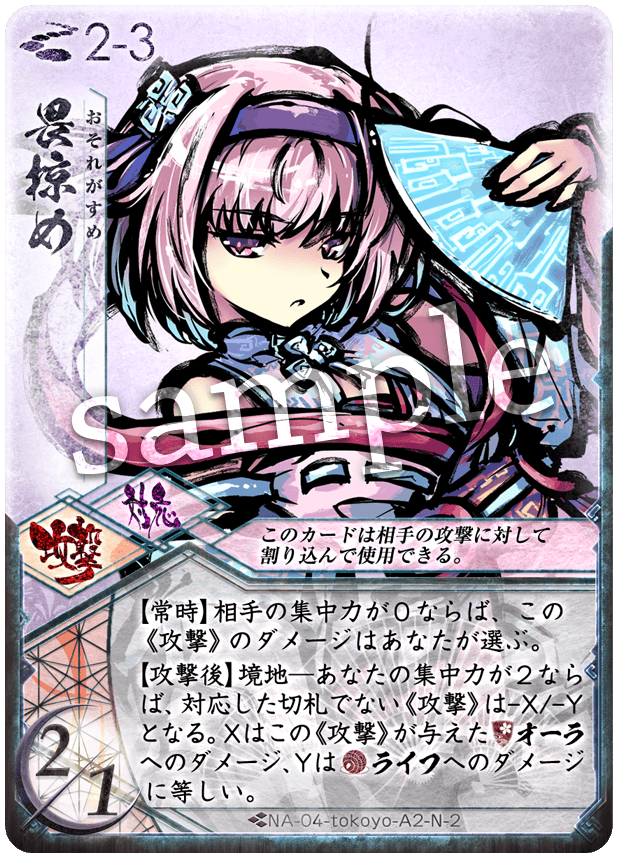 2-3
畏掠め
おそれがすめ
sample
攻撃
対応
このカードは相手の攻撃に対して
割り込んで使用できる。
【常時】相手の集中力が0ならば、この
《攻撃》のダメージはあなたが選ぶ。
【攻撃後】境地―あなたの集中力が2なら
ば、対応した切札でない《攻撃》は-X/-Y
となる。Xはこの《攻撃》が与えたオーラ
へのダメージ、Yはライフへのダメージ
に等しい。
2/1
NA-04-tokoyo-A2-N-2